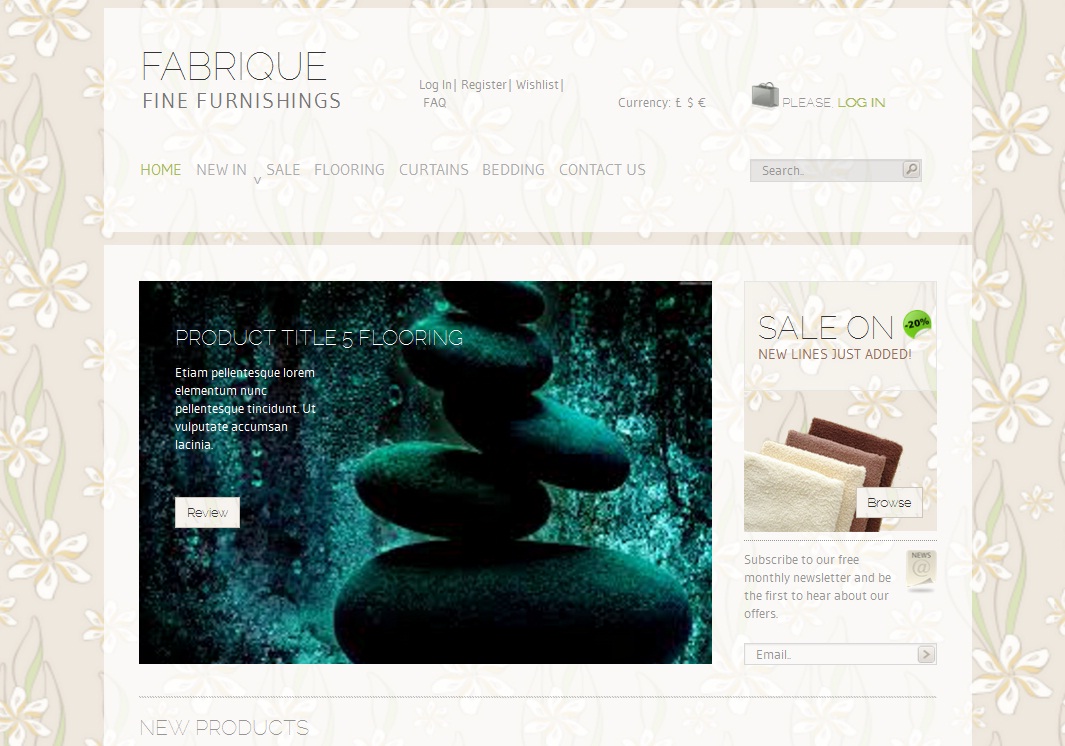 FABRIQUE
FINE FURNISHINGS
Log In| Register| Wishlist|
FAQ
Currency: £ $ €
PLEASE, LOG IN
HOME NEW IN v SALE FLOORING CURTAINS BEDDING CONTACT US
Search..
PRODUCT TITLE 5 FLOORING
Etiam pellentesque lorem
elementum nunc
pellentesque tincidunt. Ut
vulputate accumsan
lacinia.
Review
SALE ON
-20%
NEW LINES JUST ADDED!
Browse
Subscribe to our free
monthly newsletter and be
the first to hear about our
offers.
NEWS
@
Email..
NEW PRODUCTS